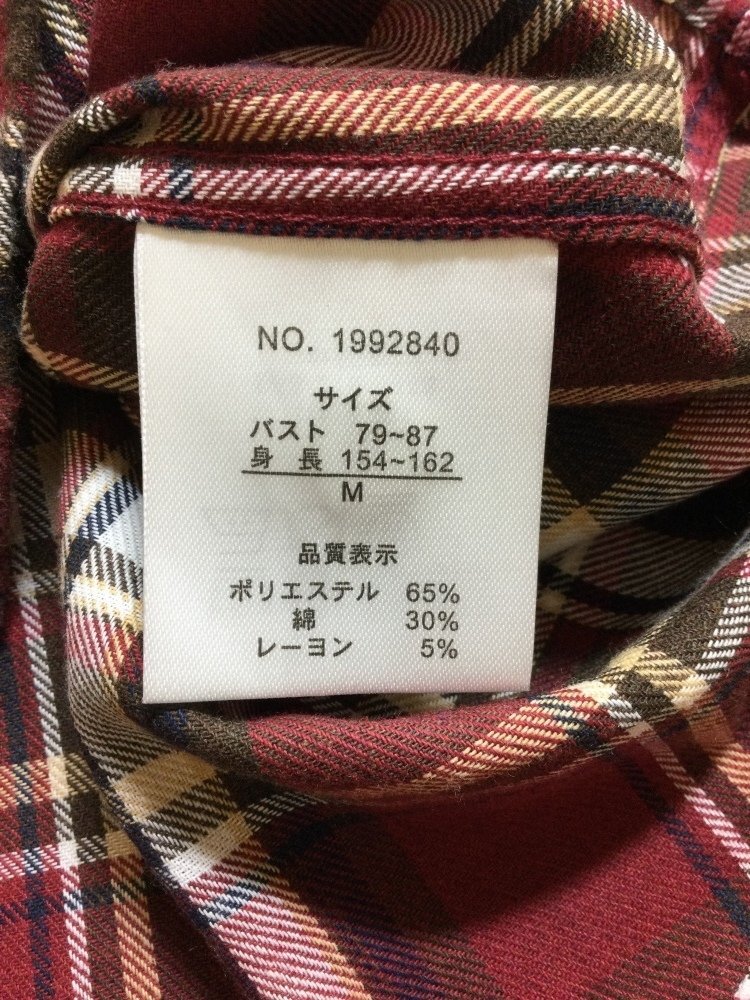 NO. 1992840
サイズ
バスト 79~87
身 長 154~162
M
品質表示
ポリエステル 65%
綿 30%
レーヨン 5%